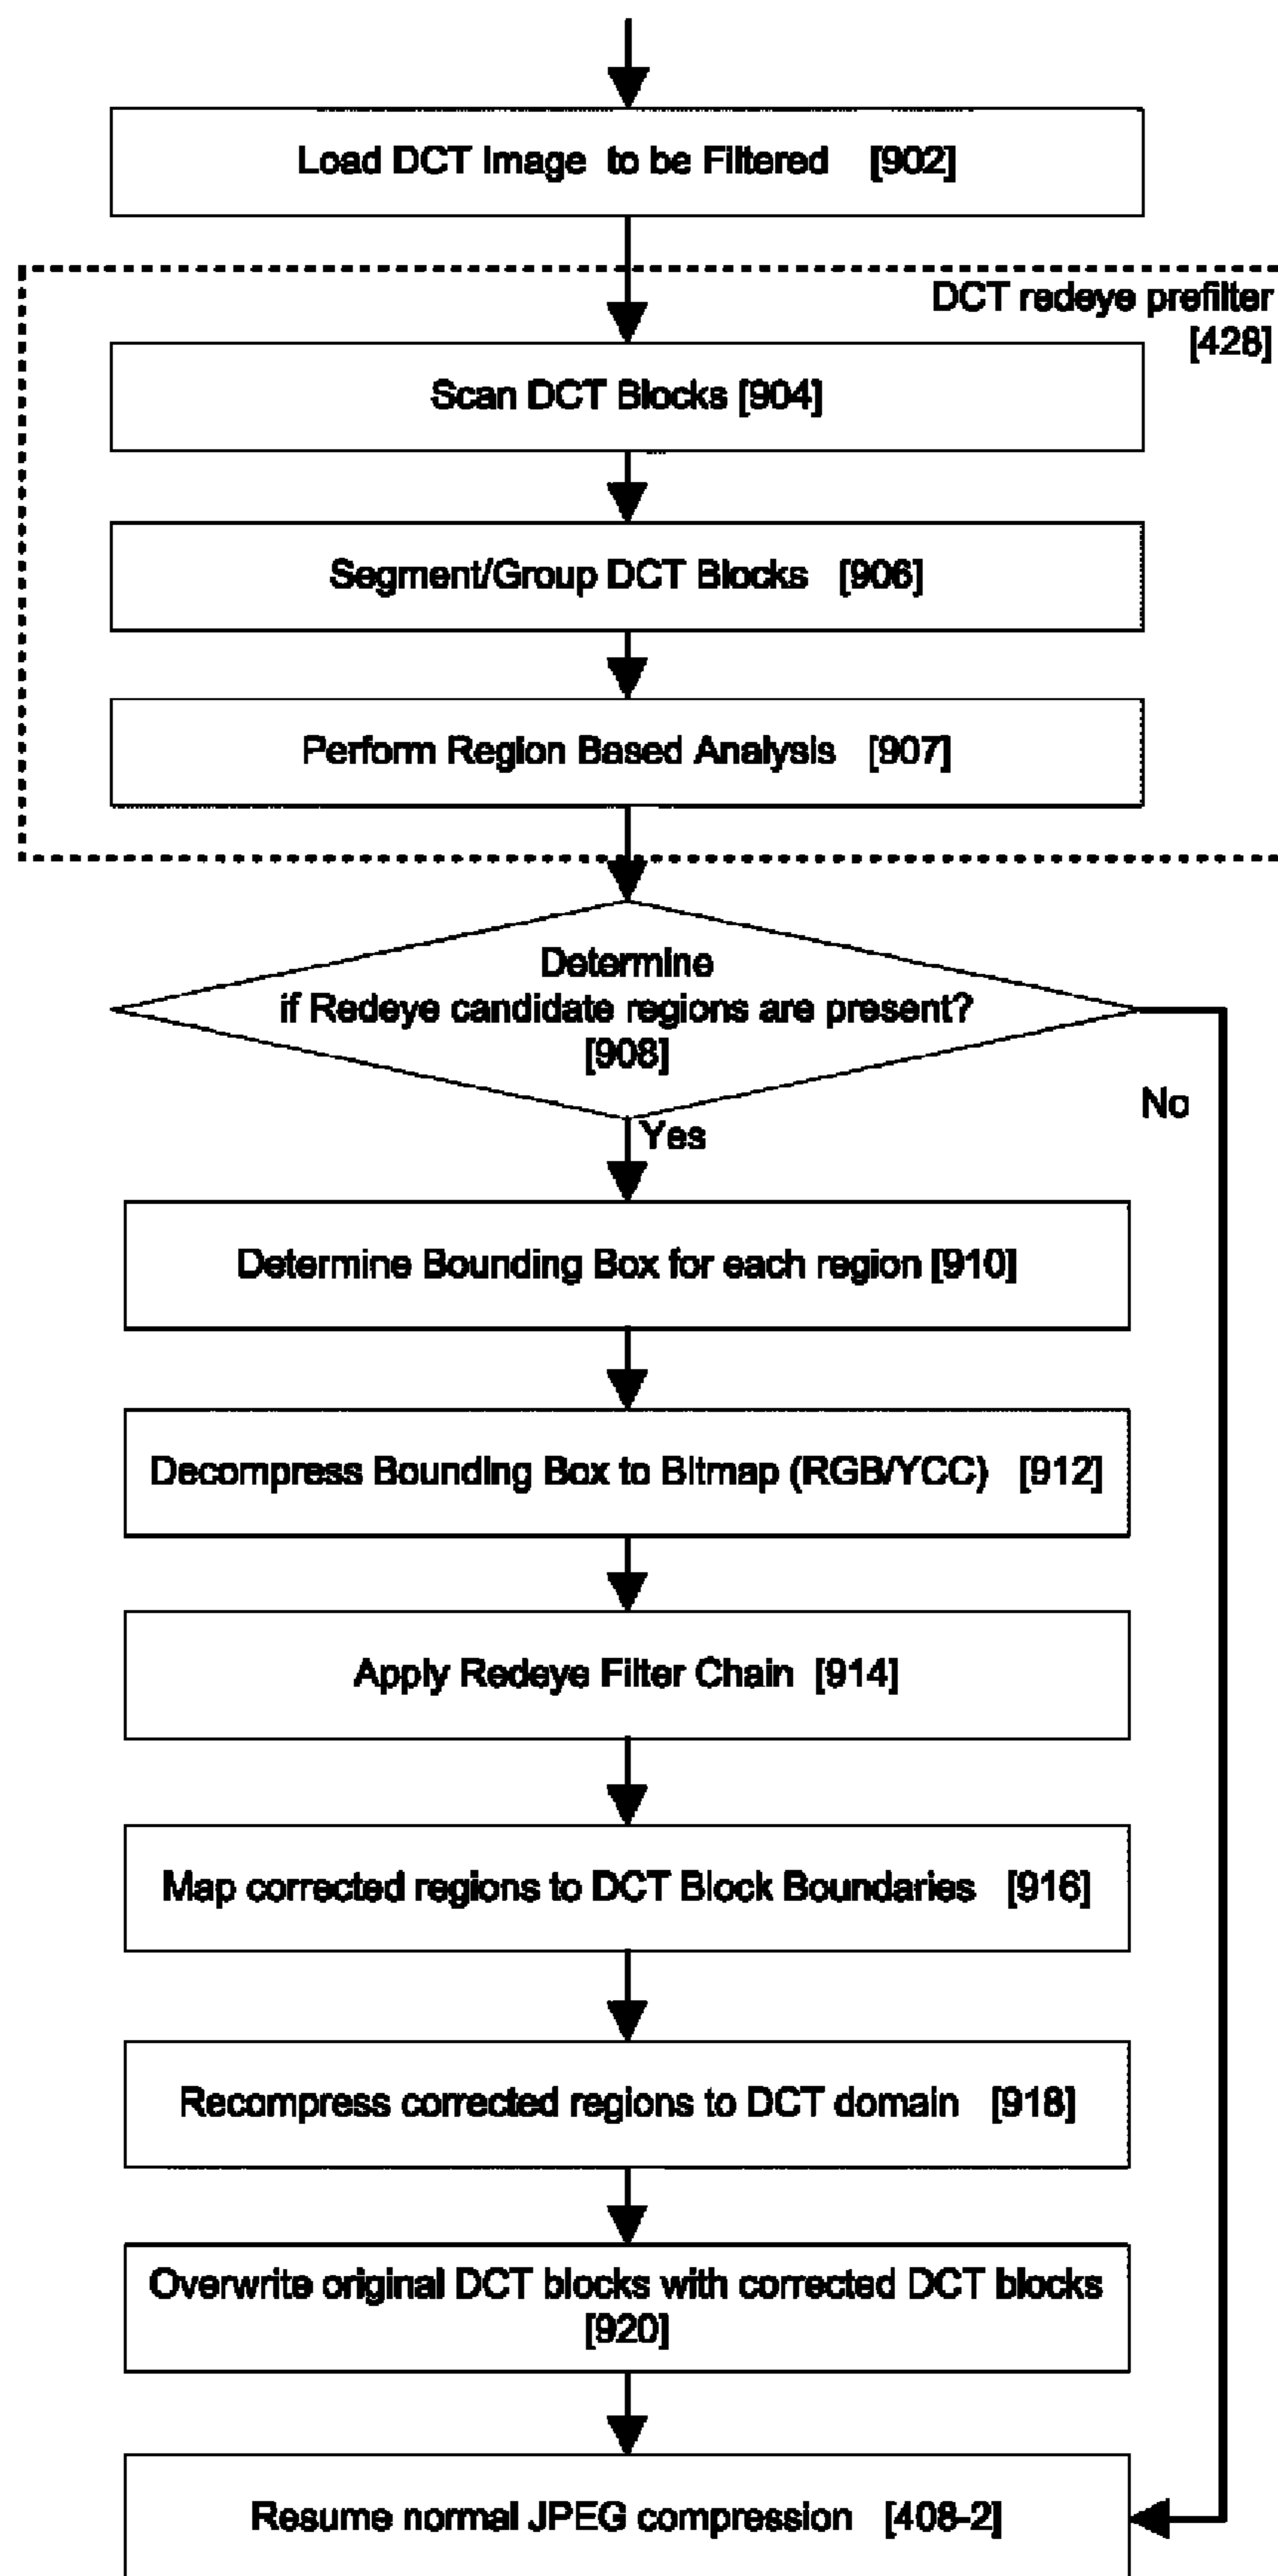 Load DCT Image to be Filtered [902]
DCT redeye prefilter
[428]
Scan DCT Blocks [904]
Segment/Group DCT Blocks [906]
Perform Region Based Analysis [907]
Determine
if Redeye candidate regions are present?
[908]
No
Yes
Determine Bounding Box for each region [910]
Decompress Bounding Box to Bitmap (RGB/YCC) [912]
Apply Redeye Filter Chain [914]
Map corrected regions to DCT Block Boundaries [916]
Recompress corrected regions to DCT domain [918]
Overwrite original DCT blocks with corrected DCT blocks
[920]
Resume normal JPEG compression [408-2]